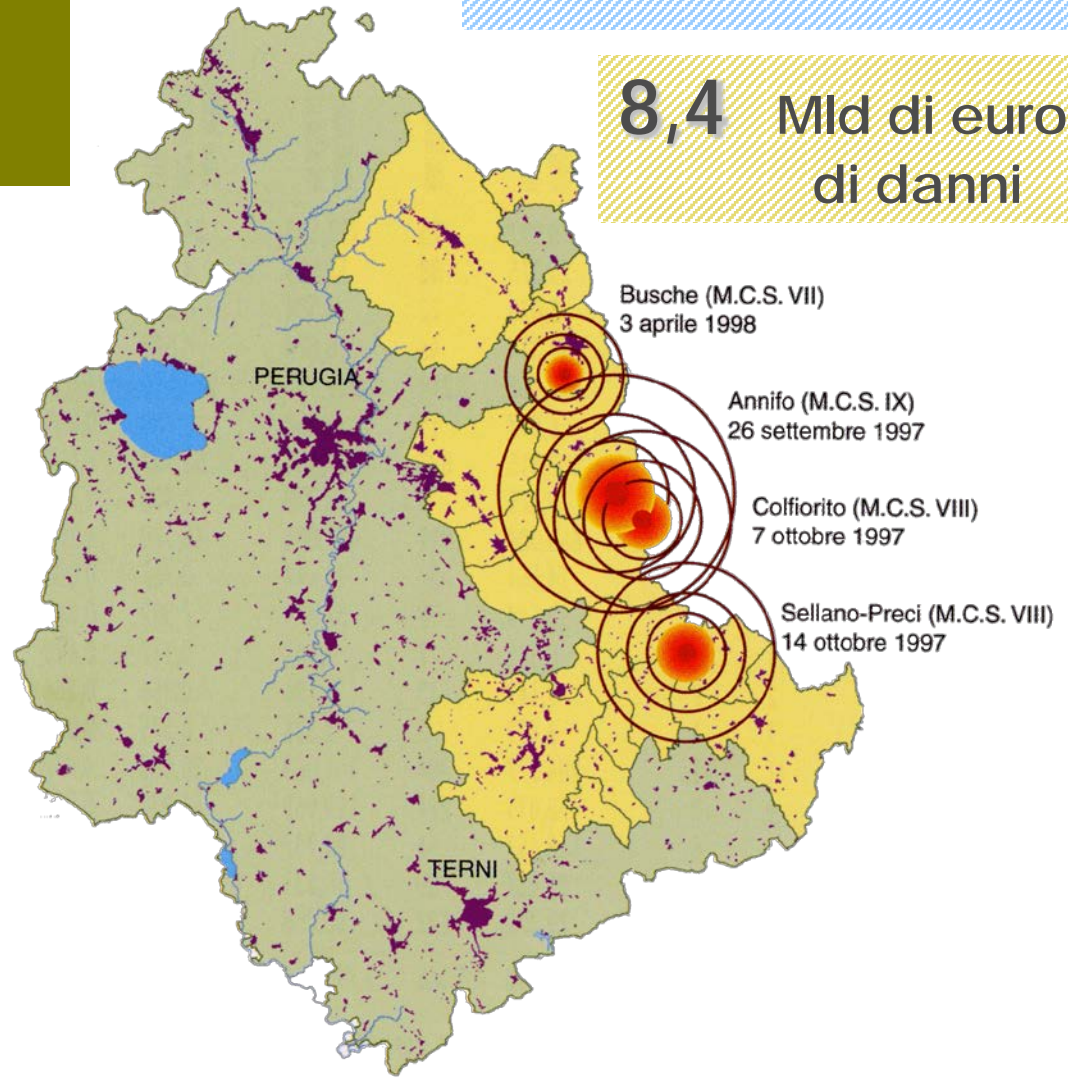 8,4 Mld di euro
di danni
Busche (M.C.S. VII)
3 aprile 1998
PERUGIA
Annifo (M.C.S. IX)
26 settembre 1997
Colfiorito (M.C.S. VIII)
7 ottobre 1997
Sellano-Preci (M.C.S. VIII)
14 ottobre 1997
TERNI